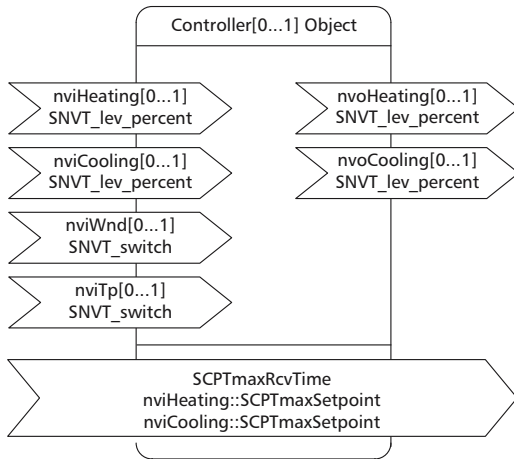 Controller[0...1] Object
nviHeating[0...1]
SNVT_lev_percent
nvoHeating[0...1]
SNVT_lev_percent
nviCooling[0...1]
SNVT_lev_percent
nvoCooling[0...1]
SNVT_lev_percent
nviWnd[0...1]
SNVT_switch
nviTp[0...1]
SNVT_switch
SCPTmaxRcvTime
nviHeating::SCPTmaxSetpoint
nviCooling::SCPTmaxSetpoint